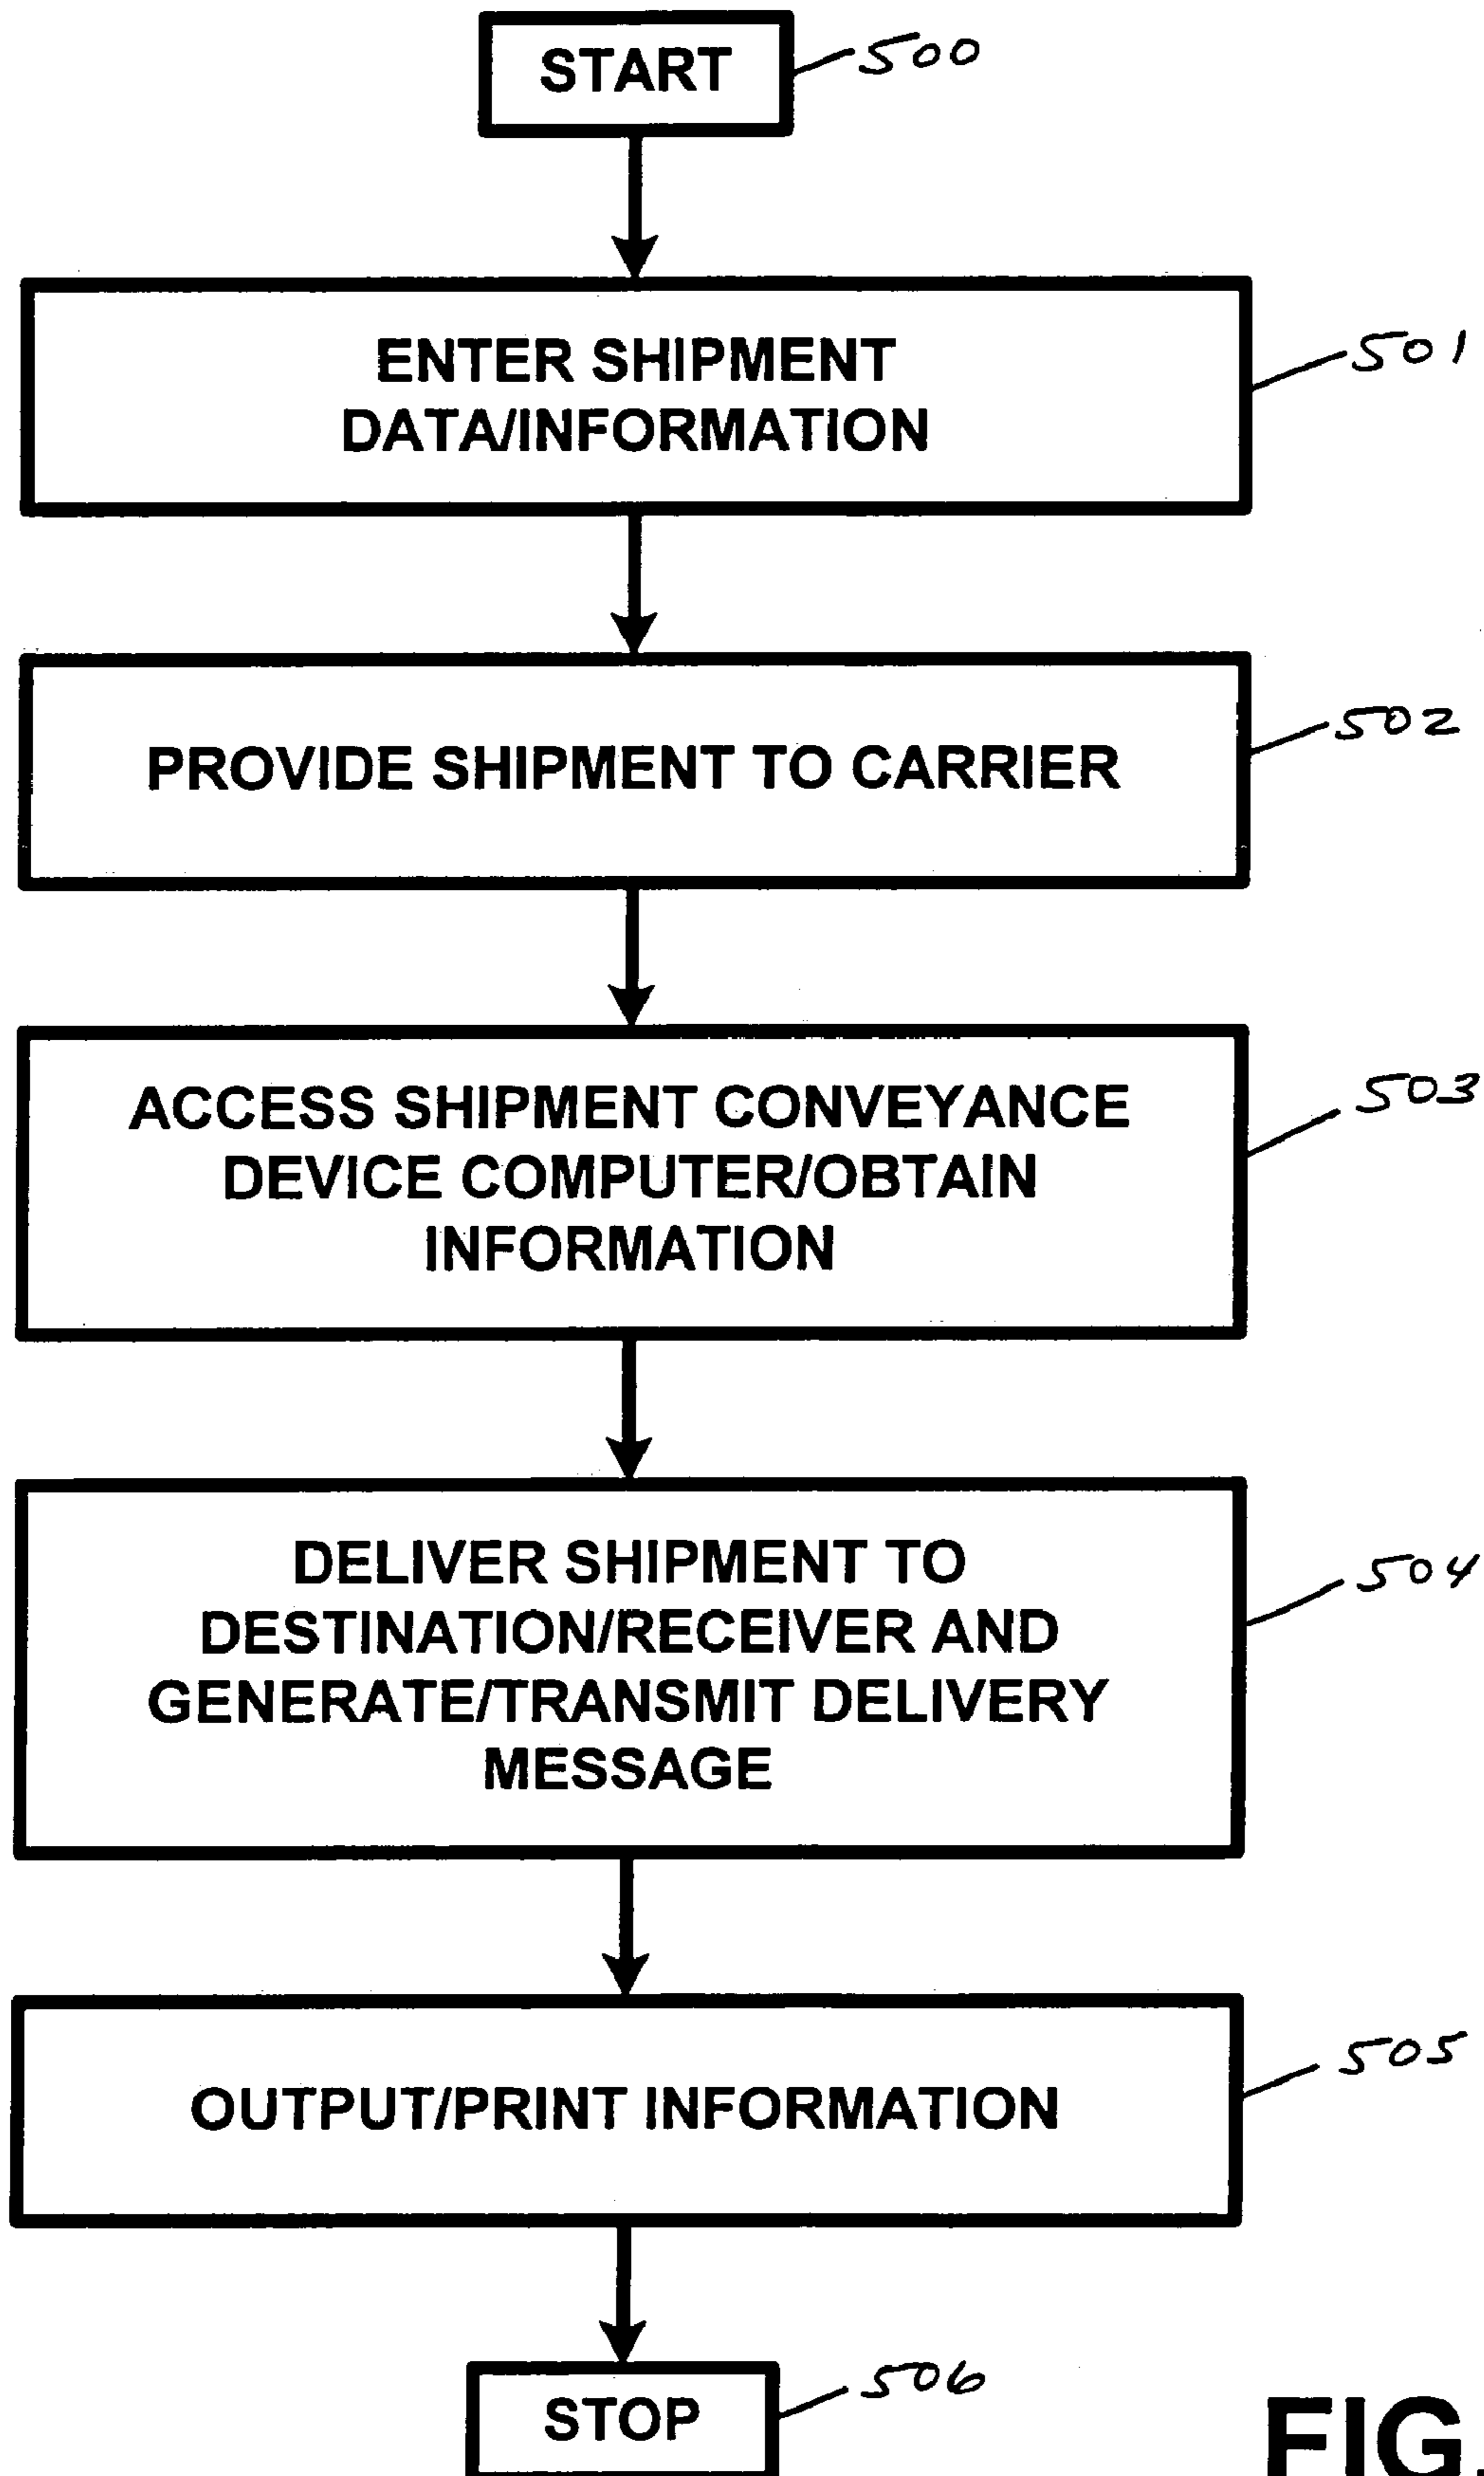 START
500
ENTER SHIPMENT
DATA/INFORMATION
501
PROVIDE SHIPMENT TO CARRIER
502
ACCESS SHIPMENT CONVEYANCE
DEVICE COMPUTER/OBTAIN
INFORMATION
503
DELIVER SHIPMENT TO
DESTINATION/RECEIVER AND
GENERATE/TRANSMIT DELIVERY
MESSAGE
504
OUTPUT/PRINT INFORMATION
505
STOP
506
FIG.